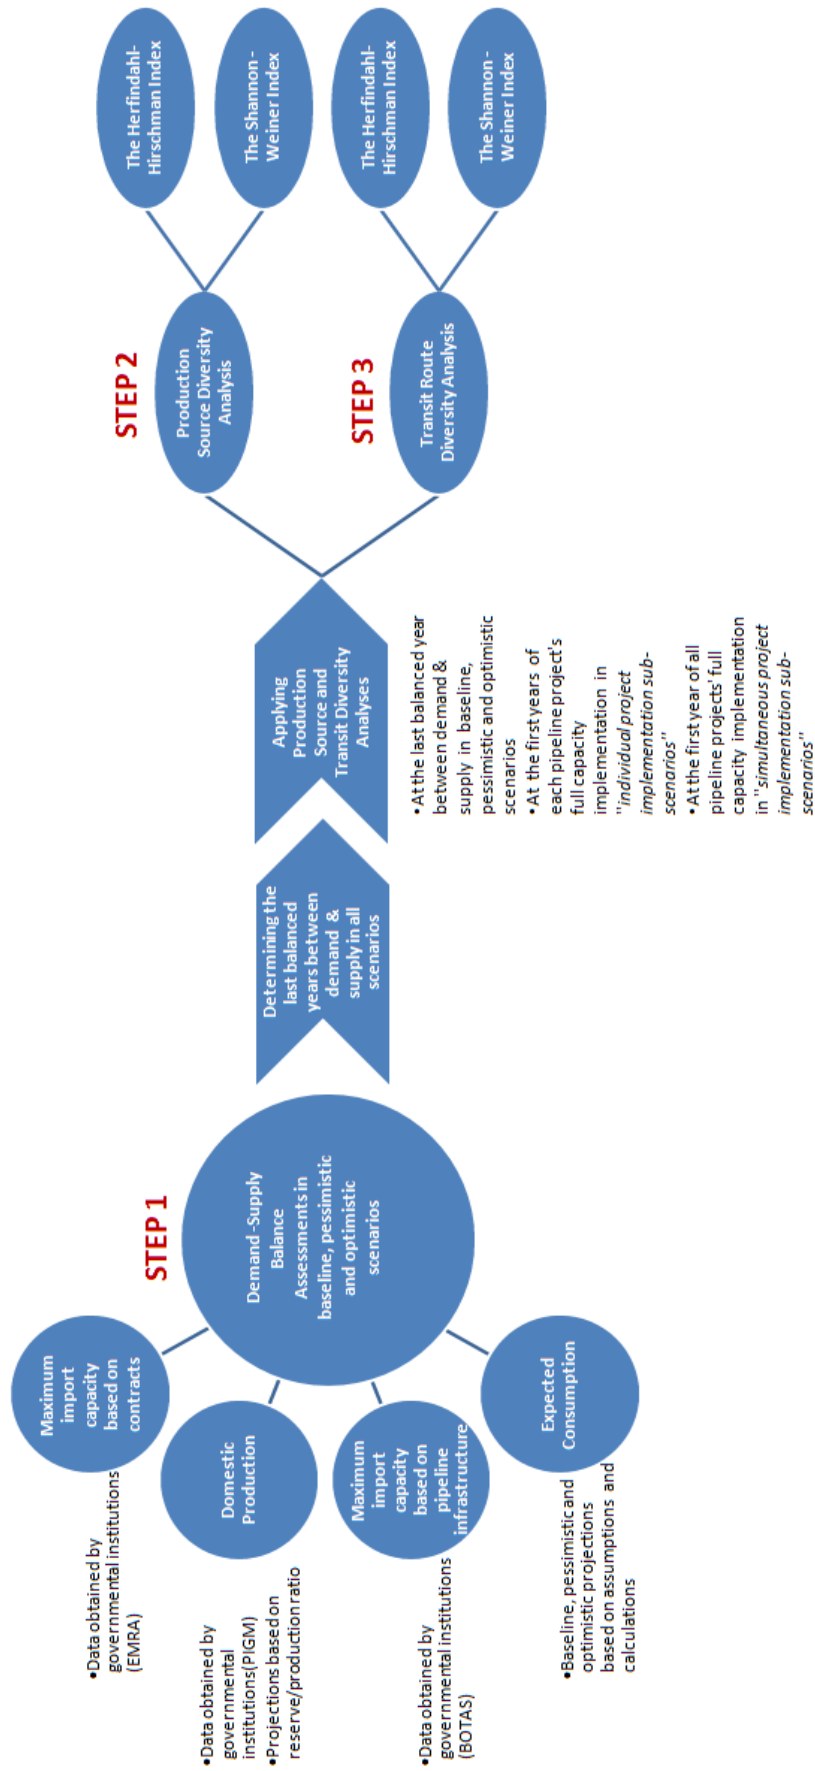 •Data obtained by
governmental institutions
(EMRA)
Maximum
import
capacity
based on
contracts
•Data obtained by
governmental
institutions(PIGM)
•Projections based on
reserve/production ratio
Domestic
Production
•Data obtained by
governmental institutions
(BOTAS)
Maximum
import
capacity
based on
pipeline
infrastructure
•Baseline, pessimistic and
optimistic projections
based on assumptions and
calculations
Expected
Consumption
STEP 1
Demand -Supply
Balance
Assessments in
baseline, pessimistic
and optimistic
scenarios
Determining the
last balanced
years between
demand &
supply in all
scenarios
Applying
Production
Source and
Transit Diversity
Analyses
•At the last balanced year
between demand &
supply in baseline,
pessimistic and optimistic
scenarios
•At the first years of
each pipeline project's
full capacity
implementation in
"individual project
implementation sub-
scenarios"
•At the first year of all
pipeline projects' full
capacity implementation
in "simultaneous project
implementation sub-
scenarios"
STEP 2
Production
Source Diversity
Analysis
The Herfindahl-
Hirschman Index
The Shannon -
Weiner Index
STEP 3
Transit Route
Diversity Analysis
The Herfindahl-
Hirschman Index
The Shannon -
Weiner Index